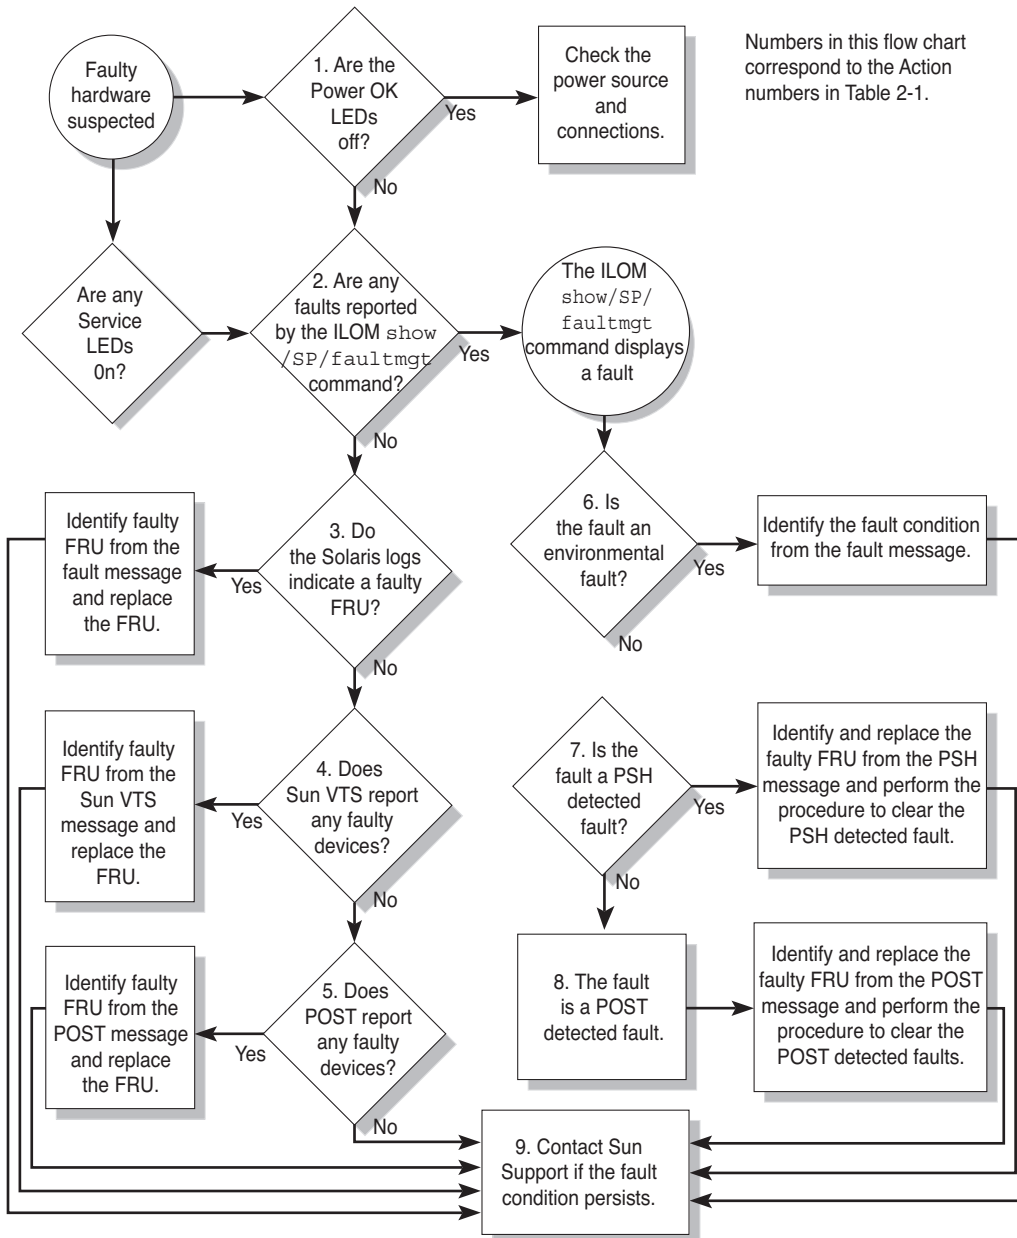 Faulty
hardware
suspected
1. Are the
Power OK
LEDs
off?
Yes
No
Check the
power source
and
connections.
Numbers in this flow chart
correspond to the Action
numbers in Table 2-1.
Are any
Service
LEDs
0n?
2. Are any
faults reported
by the ILOM show
/SP/faultmgt
command?
Yes
No
The ILOM
show/SP/
faultmgt
command displays
a fault
3. Do
the Solaris logs
indicate a faulty
FRU?
Yes
No
Identify faulty
FRU from the
fault message
and replace
the FRU.
6. Is
the fault an
environmental
fault?
Yes
No
Identify the fault condition
from the fault message.
4. Does
Sun VTS report
any faulty
devices?
Yes
No
Identify faulty
FRU from the
Sun VTS
message and
replace the
FRU.
7. Is the
fault a PSH
detected
fault?
Yes
No
Identify and replace the
faulty FRU from the PSH
message and perform the
procedure to clear the
PSH detected fault.
5. Does
POST report
any faulty
devices?
Yes
No
Identify faulty
FRU from the
POST message
and replace
the FRU.
8. The fault
is a POST
detected fault.
Identify and replace the
faulty FRU from the POST
message and perform the
procedure to clear the
POST detected faults.
9. Contact Sun
Support if the fault
condition persists.